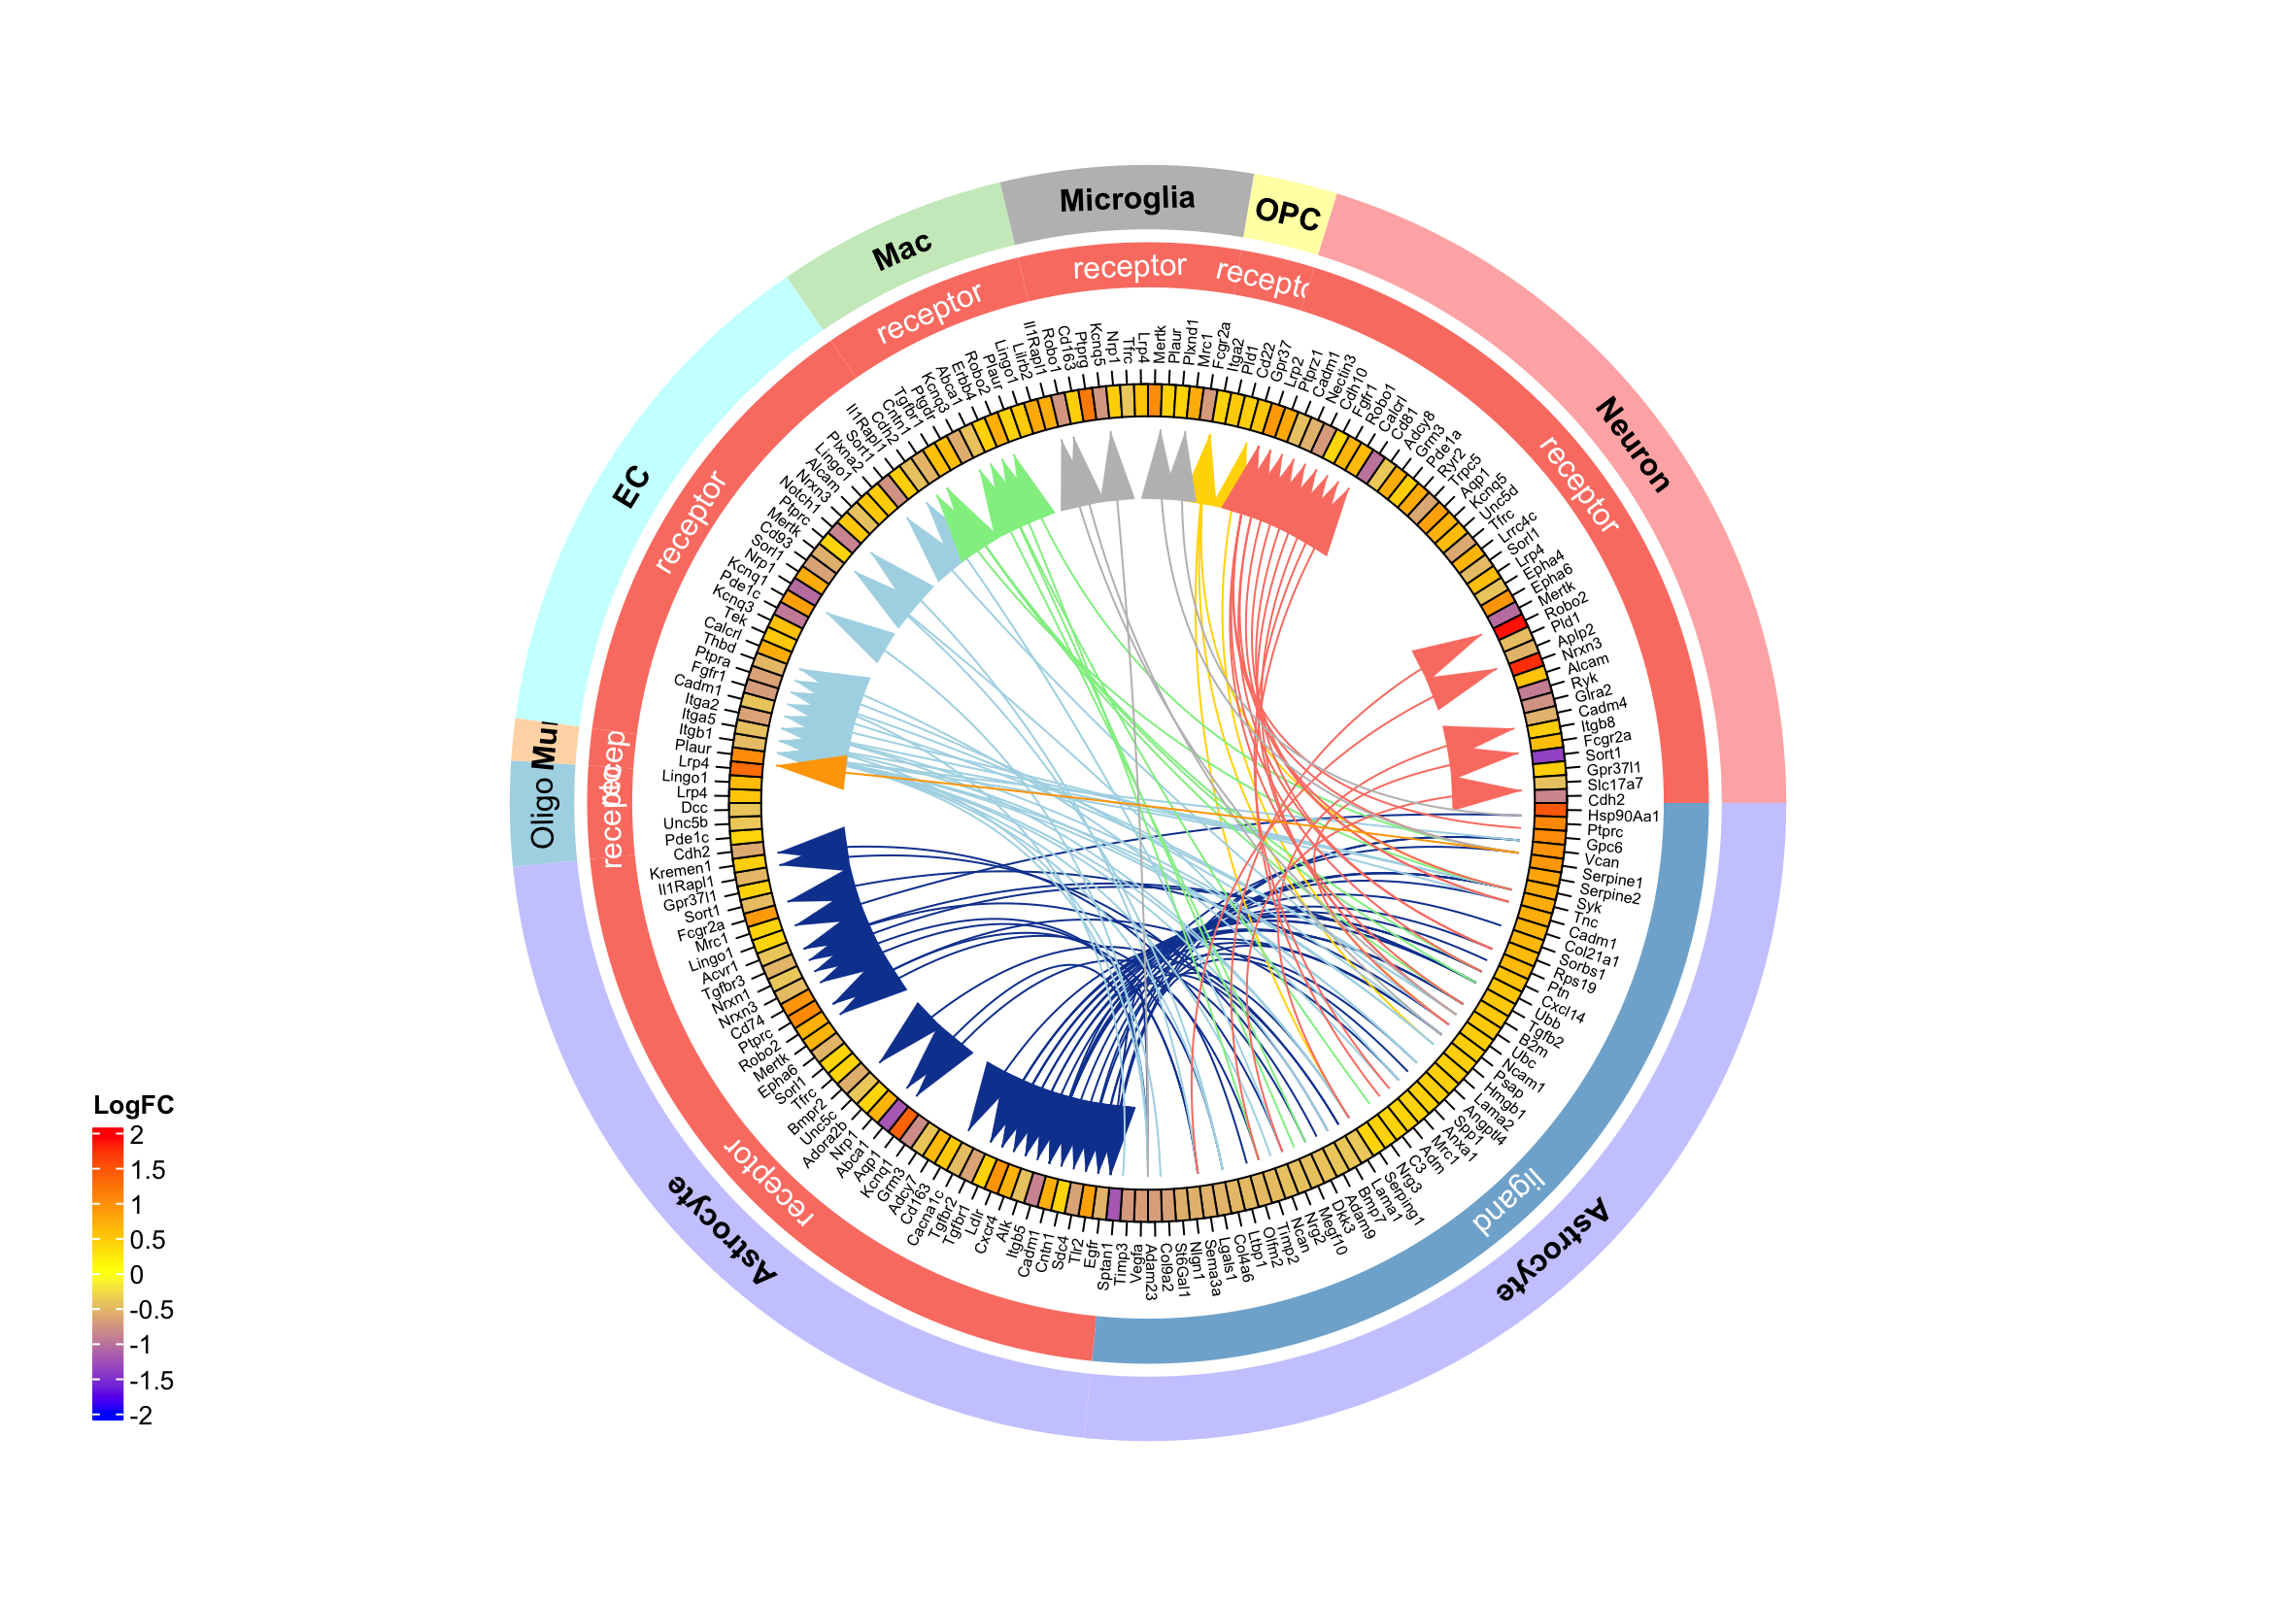 Microglia
OPC
Neuron
Mac
EC
Mu
Oligo
Astrocyte
Astrocyte
receptor
recepto
receptor
receptor
receptor
recep
recepto
receptor
ligand
Lrp4
Mertk
Plaur
Plxnd1
Mrc1
Fcgr2a
Itga2
Pld1
Cd22
Gpr37
Lrp2
Ptprz1
Cadm1
Nectin3
Cdh10
Fgfr1
Robo1
Calcrl
Cd81
Adcy8
Grm3
Pde1a
Ryr2
Trpc5
Aqp1
Kcnq5
Unc5d
Tfrc
Lrrc4c
Sorl1
Lrp4
Epha4
Epha6
Mertk
Robo2
Pld1
Aplp2
Nrxn3
Alcam
Ryk
Glra2
Cadm4
Itgb8
Fcgr2a
Sort1
Gpr37l1
Slc17a7
Cdh2
Hsp90Aa1
Ptprc
Gpc6
Vcan
Serpine1
Serpine2
Syk
Tnc
Cadm1
Col21a1
Sorbs1
Rps19
Ptn
Cxcl14
Ubb
Tgfb2
B2m
Ubc
Ncam1
Psap
Hmgb1
Lama2
Angptl4
Spp1
Anxa1
Mrc1
Adm
C3
Nrg3
Serping1
Lama1
Bmp7
Adam9
Dkk3
Megf10
Nrg2
Ncan
Timp2
Olfm2
Ltbp1
Col4a6
Lgals1
Sema3a
Nlgn1
St6Gal1
Col9a2
Adam23
Vegfa
Timp3
Sptan1
Egfr
Tlr2
Sdc4
Cntn1
Cadm1
Itgb5
Alk
Cxcr4
Ldlr
Tgfbr1
Tgfbr2
Cacna1c
Cd163
Adcy7
Grm3
Kcnq1
Aqp1
Abca1
Nrp1
Adora2b
Unc5c
Bmpr2
Tfrc
Sorl1
Epha6
Mertk
Robo2
Ptprc
Cd74
Nrxn3
Nrxn1
Tgfbr3
Acvr1
Lingo1
Mrc1
Fcgr2a
Sort1
Gpr37l1
Il1Rapl1
Kremen1
Cdh2
Pde1c
Unc5b
Dcc
Lrp4
Lingo1
Lrp4
Plaur
Itgb1
Itga5
Itga2
Cadm1
Fgfr1
Ptpra
Thbd
Calcrl
Tek
Kcnq3
Pde1c
Kcnq1
Nrp1
Sorl1
Cd93
Mertk
Ptprc
Notch1
Nrxn3
Alcam
Lingo1
Plxna2
Sort1
Il1Rapl1
Cdh2
Cntn1
Tgfbr1
Ptgdr
Kcnq3
Abca1
Erbb4
Robo2
Plaur
Lingo1
Lilrb2
Il1Rapl1
Robo1
Cd163
Ptprg
Kcnq5
Nrp1
Tfrc
LogFC
2
1.5
1
0.5
0
-0.5
-1
-1.5
-2